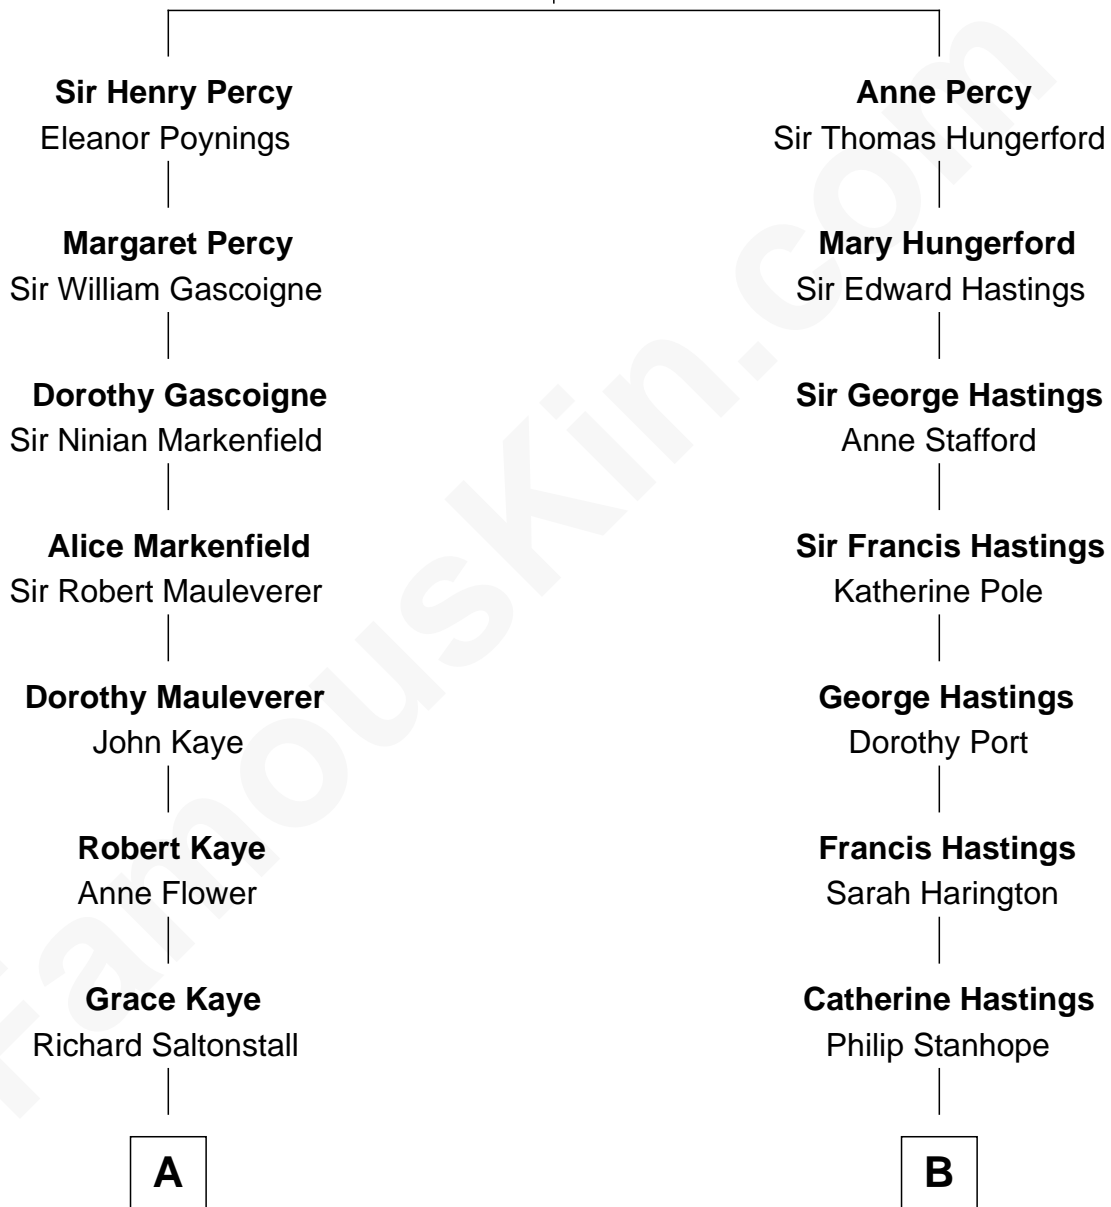 Sir Henry Percy
Eleanor Poynings
Margaret Percy
Sir William Gascoigne
Dorothy Gascoigne
Sir Ninian Markenfield
Alice Markenfield
Sir Robert Mauleverer
Dorothy Mauleverer
John Kaye
Robert Kaye
Anne Flower
Grace Kaye
Richard Saltonstall
A
Anne Percy
Sir Thomas Hungerford
Mary Hungerford
Sir Edward Hastings
Sir George Hastings
Anne Stafford
Sir Francis Hastings
Katherine Pole
George Hastings
Dorothy Port
Francis Hastings
Sarah Harington
Catherine Hastings
Philip Stanhope
B
FamousKin.com